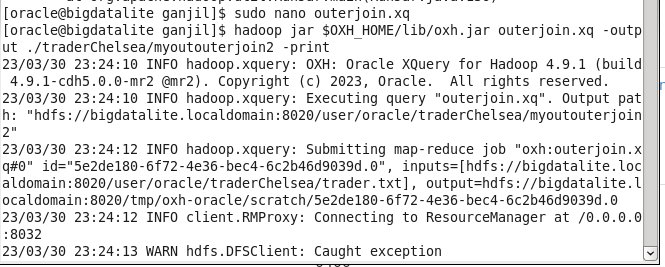 [oracle@bigdatalite ganjil]$ sudo nano outerjoin.xq
[oracle@bigdatalite ganjil]$ hadoop jar $OXH_HOME/lib/oxh.jar outerjoin.xq -outp
ut ./traderChelsea/myoutouterjoin2 -print
23/03/30 23:24:10 INFO hadoop.xquery: OXH: Oracle XQuery for Hadoop 4.9.1 (build
 4.9.1-cdh5.0.0-mr2 @mr2). Copyright (c) 2023, Oracle.  All rights reserved.
23/03/30 23:24:10 INFO hadoop.xquery: Executing query "outerjoin.xq". Output pat
h: "hdfs://bigdatalite.localdomain:8020/user/oracle/traderChelsea/myoutouterjoin
2"
23/03/30 23:24:12 INFO hadoop.xquery: Submitting map-reduce job "oxh:outerjoin.x
q#0" id="5e2de180-6f72-4e36-bec4-6c2b46d9039d.0", inputs=[hdfs://bigdatalite.loc
aldomain:8020/user/oracle/traderChelsea/trader.txt], output=hdfs://bigdatalite.l
ocaldomain:8020/tmp/oxh-oracle/scratch/5e2de180-6f72-4e36-bec4-6c2b46d9039d.0
23/03/30 23:24:12 INFO client.RMProxy: Connecting to ResourceManager at /0.0.0.0
:8032
23/03/30 23:24:13 WARN hdfs.DFSClient: Caught exception